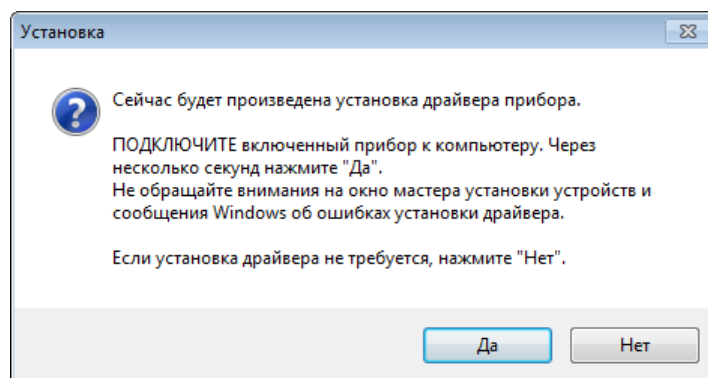 Установка
Сейчас будет произведена установка драйвера прибора.
ПОДКЛЮЧИТЕ включенный прибор к компьютеру. Через
несколько секунд нажмите "Да".
Не обращайте внимания на окно мастера установки устройств и
сообщения Windows об ошибках установки драйвера.
Если установка драйвера не требуется, нажмите "Нет".
Да
Нет